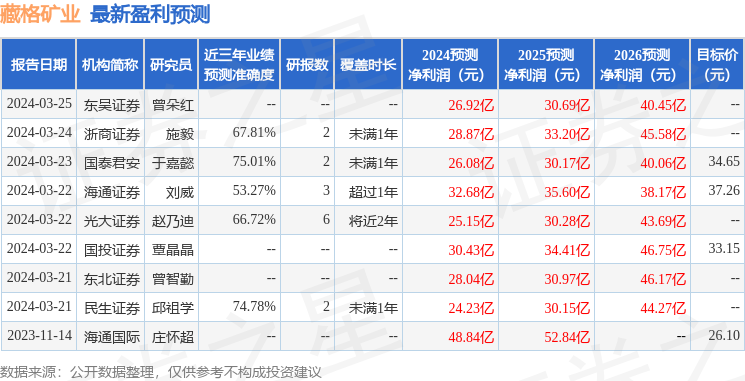 藏格矿业 最新盈利预测
报告日期 机构简称 研究员 近三年业绩预测准确度 研报数 覆盖时长 2024预测净利润（元） 2025预测净利润（元） 2026预测净利润（元） 目标价（元）
2024-03-25 东吴证券 曾朵红 -- -- -- 26.92亿 30.69亿 40.45亿 --
2024-03-24 浙商证券 施毅 67.81% 2 未满1年 28.87亿 33.20亿 45.58亿 --
2024-03-23 国泰君安 于嘉懿 75.01% 2 未满1年 26.08亿 30.17亿 40.06亿 34.65
2024-03-22 海通证券 刘威 53.27% 3 超过1年 32.68亿 35.60亿 38.17亿 37.26
2024-03-22 光大证券 赵乃迪 66.72% 6 将近2年 25.15亿 30.28亿 43.69亿 --
2024-03-22 国投证券 覃晶晶 -- -- -- 30.43亿 34.41亿 46.75亿 33.15
2024-03-21 东北证券 曾智勤 -- -- -- 28.04亿 30.97亿 46.17亿 --
2024-03-21 民生证券 邱祖学 74.78% 2 未满1年 24.23亿 30.15亿 44.27亿 --
2023-11-14 海通国际 庄怀超 -- -- -- 48.84亿 52.84亿 -- 26.10
数据来源：公开数据整理，仅供参考不构成投资建议
证券之星